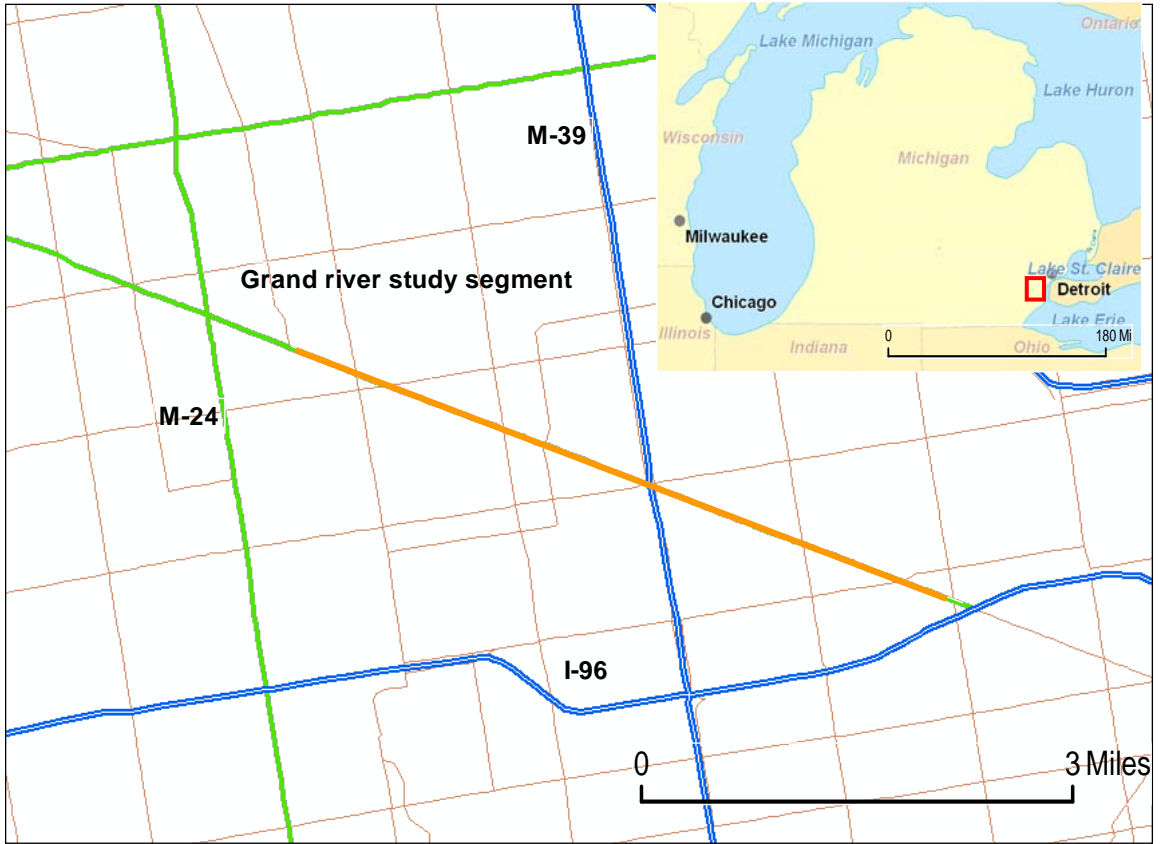 Ontario
Lake Michigan
Lake Huron
M-39
Wisconsin
Michigan
Milwaukee
Grand river study segment
Lake St. Claire
Detroit
Chicago
Lake Erie
Illinois
Indiana
Ohio
0
180 Mi
M-24
I-96
0
3 Miles